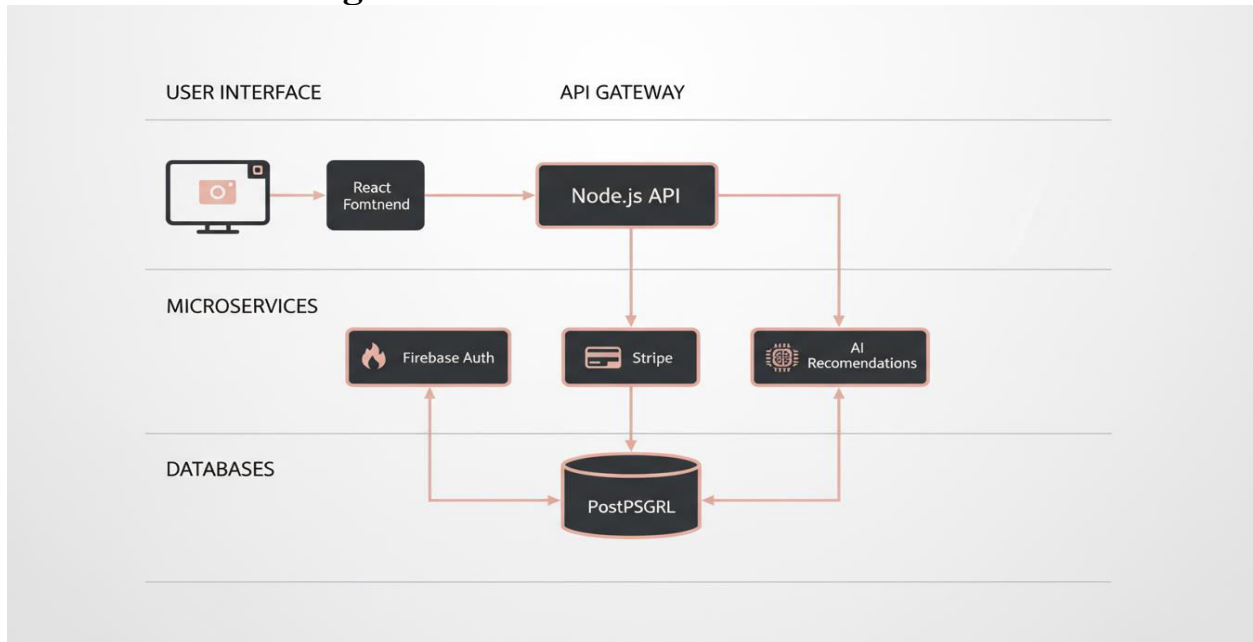 USER INTERFACE
API GATEWAY
React
Fomtnend
Node.js API
MICROSERVICES
Firebase Auth
Stripe
AI
Recomendations
DATABASES
PostPSGRL